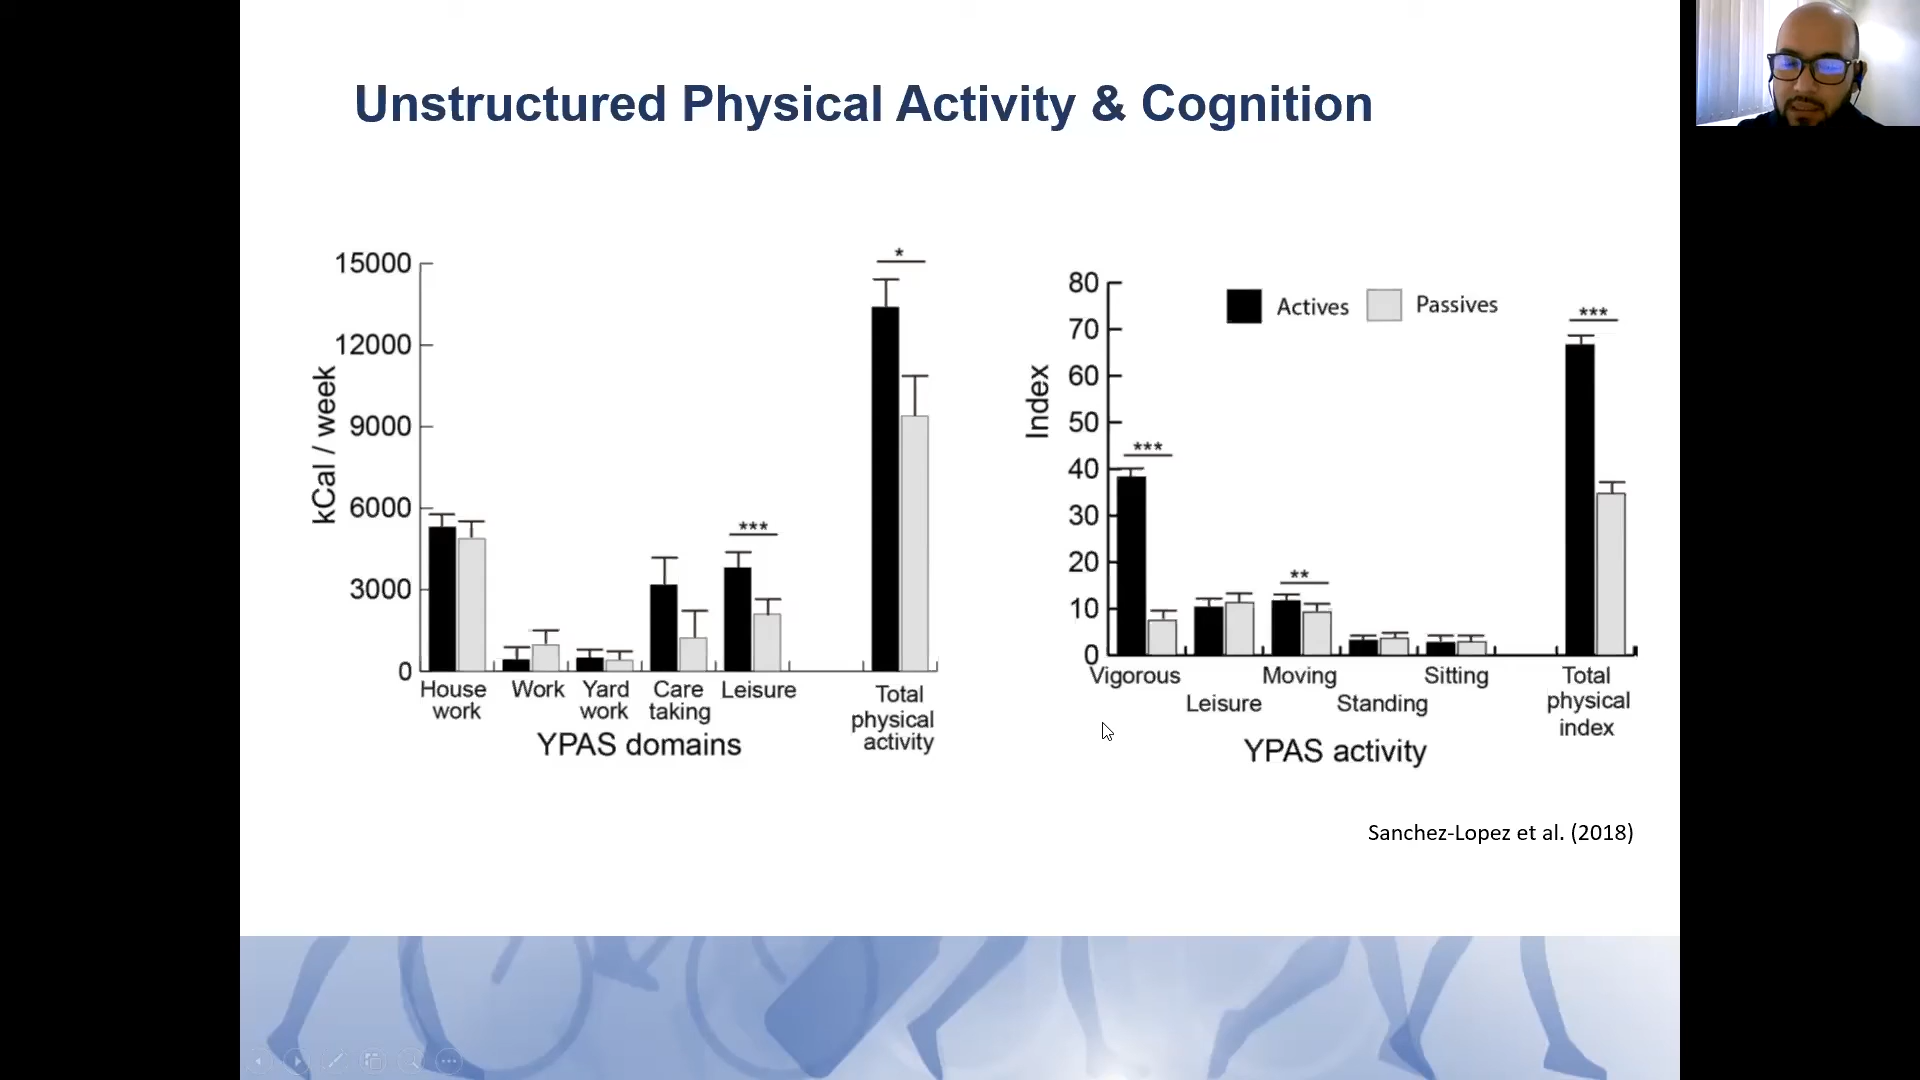 Unstructured Physical Activity & Cognition
15000
12000
9000
6000
3000
0
kCal / week
*
***
House work
Work
Yard work
Care taking
Leisure
Total physical activity
YPAS domains
80
70
60
50
40
30
20
10
0
Index
Actives
Passives
***
**
***
Vigorous
Leisure
Moving
Standing
Sitting
Total physical index
YPAS activity
Sanchez-Lopez et al. (2018)